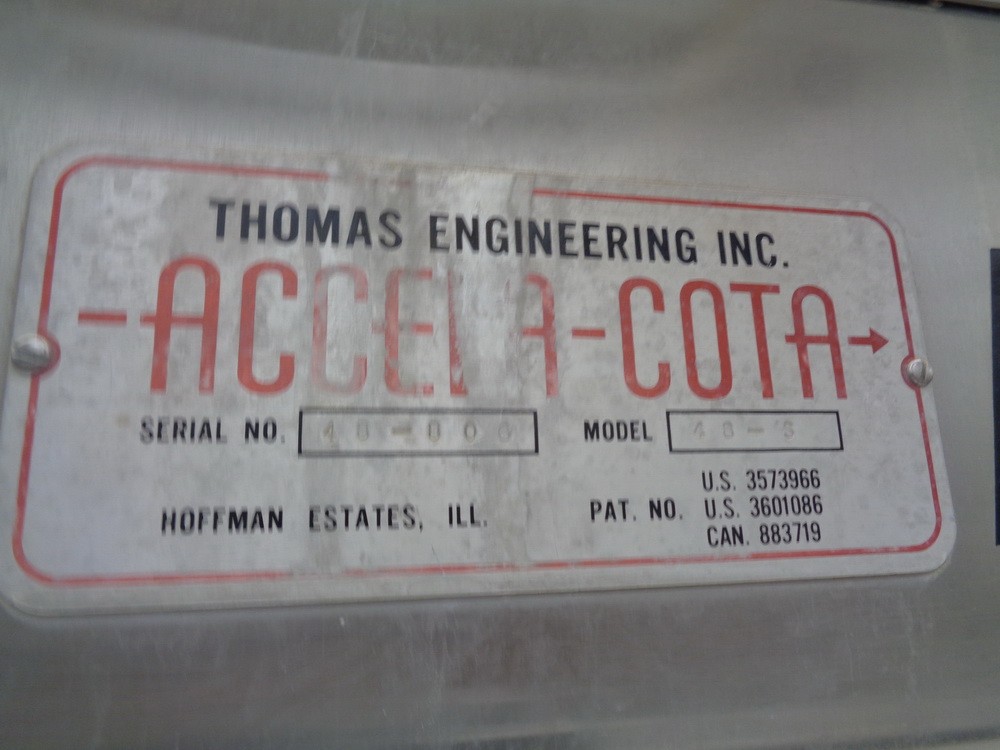 THOMAS ENGINEERING INC.
ACCELA-COTA
SERIAL NO.
MODEL
HOFFMAN ESTATES, ILL.
PAT. NO.
U.S. 3573966
U.S. 3601086
CAN. 883719